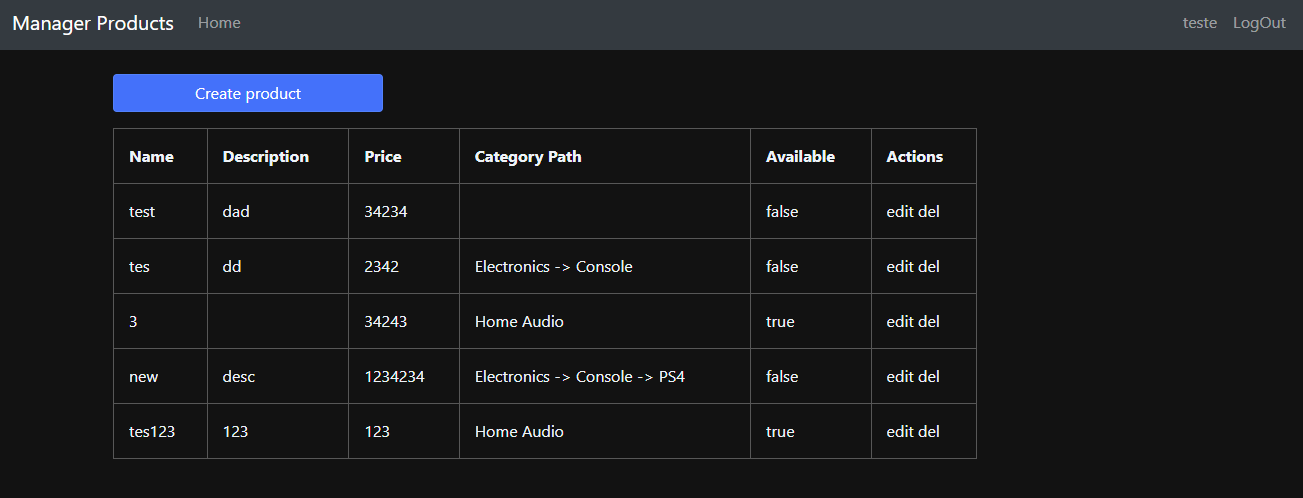 Manager Products Home teste LogOut
Create product
Name Description Price Category Path Available Actions
test dad 34234 false edit del
tes dd 2342 Electronics -> Console false edit del
3 34243 Home Audio true edit del
new desc 1234234 Electronics -> Console -> PS4 false edit del
tes123 123 123 Home Audio true edit del